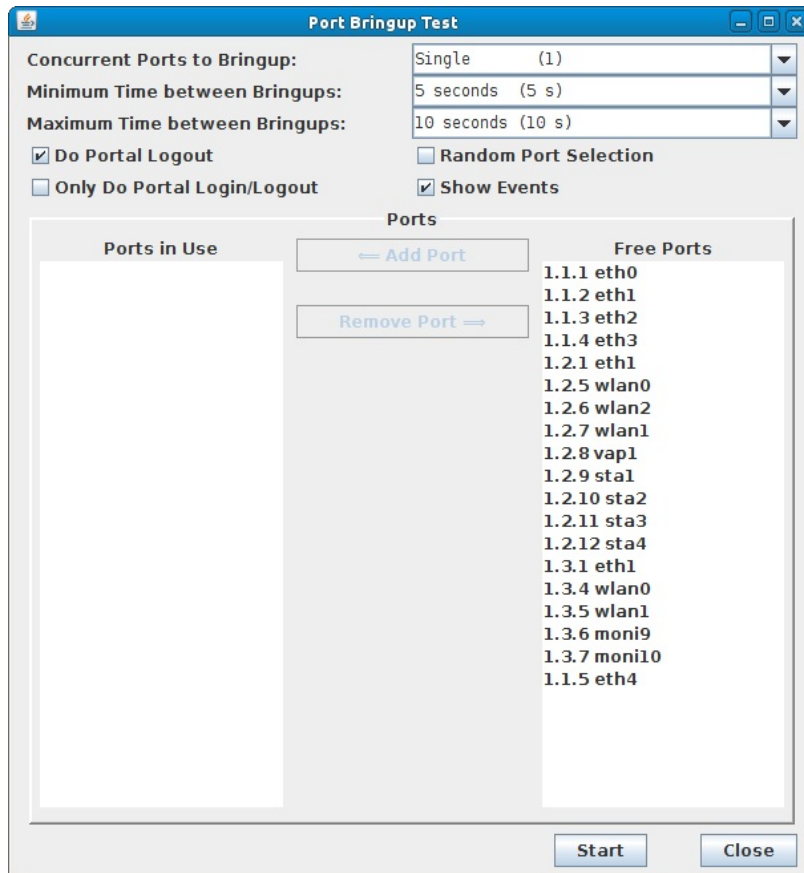 Port Bringup Test
Concurrent Ports to Bringup: Single (1)
Minimum Time between Bringups: 5 seconds (5 s)
Maximum Time between Bringups: 10 seconds (10 s)
Do Portal Logout Random Port Selection
Only Do Portal Login/Logout Show Events
Ports
Ports in Use ⟸ Add Port Free Ports
Remove Port ⟹
1.1.1 eth0
1.1.2 eth1
1.1.3 eth2
1.1.4 eth3
1.2.1 eth1
1.2.5 wlan0
1.2.6 wlan2
1.2.7 wlan1
1.2.8 vap1
1.2.9 sta1
1.2.10 sta2
1.2.11 sta3
1.2.12 sta4
1.3.1 eth1
1.3.4 wlan0
1.3.5 wlan1
1.3.6 moni9
1.3.7 moni10
1.1.5 eth4
Start Close